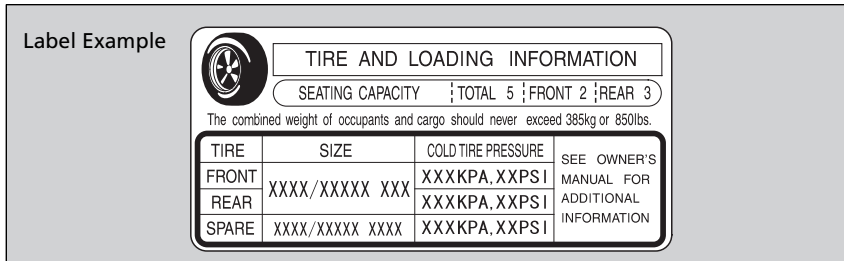 Label Example
TIRE AND LOADING INFORMATION
SEATING CAPACITY TOTAL 5 FRONT 2 REAR 3
The combined weight of occupants and cargo should never exceed 385kg or 850lbs.
TIRE SIZE COLD TIRE PRESSURE
FRONT XXXX/XXXXX XXX XXXKPA,XXPSI
REAR XXXKPA,XXPSI
SPARE XXXX/XXXXX XXXX XXXKPA,XXPSI
SEE OWNER'S
MANUAL FOR
ADDITIONAL
INFORMATION